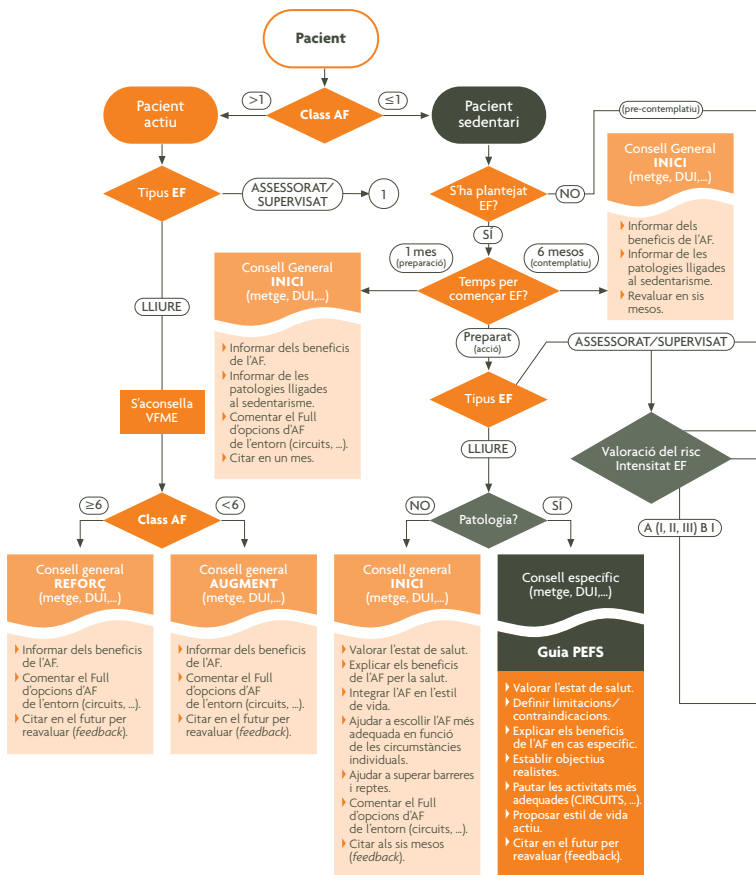 Pacient
>1
Class AF
≤1
Pacient
actiu
Pacient
sedentari
(pre-contemplatiu)
Tipus EF
ASSESSORAT/
SUPERVISAT
1
S'ha plantejat
EF?
NO
SÍ
Consell General
INICI
(metge, DUI,...)
Informar dels
beneficis de l'AF.
Informar de les
patologies lligades
al sedentarisme.
Revaluar en sis
mesos.
1 mes
(preparació)
6 mesos
(contemplatiu)
Temps per
començar EF?
Consell General
INICI
(metge, DUI,...)
Informar dels beneficis
de l'AF.
Informar de les
patologies lligades
al sedentarisme.
Comentar el Full
d'opcions d'AF
de l'entorn (circuits, ...).
Citar en un mes.
LLIURE
Preparat
(acció)
ASSESSORAT/SUPERVISAT
Tipus EF
S'aconsella
VFME
LLIURE
Valoració del risc
Intensitat EF
≥6
Class AF
<6
NO
Patologia?
SÍ
A (I, II, III) B I
Consell general
REFORÇ
(metge, DUI,...)
Informar dels beneficis
de l'AF.
Comentar el Full
d'opcions d'AF
de l'entorn (circuits, ...).
Citar en el futur per
reavaluar (feedback).
Consell general
AUGMENT
(metge, DUI,...)
Informar dels beneficis
de l'AF.
Comentar el Full
d'opcions d'AF
de l'entorn (circuits, ...).
Citar en el futur per
reavaluar (feedback).
Consell general
INICI
(metge, DUI,...)
Valorar l'estat de salut.
Explicar els beneficis
de l'AF per la salut.
Integrar l'AF en l'estil
de vida.
Ajudar a escollir l'AF més
adequada en funció
de les circumstàncies
individuals.
Ajudar a superar barreres
i reptes.
Comentar el Full
d'opcions d'AF
de l'entorn (circuits, ...).
Citar als sis mesos
(feedback).
Consell específic
(metge, DUI,...)
Guia PEFS
Valorar l'estat de salut.
Definir limitacions/
contraindicacions.
Explicar els beneficis
de l'AF en cas específic.
Establir objectius
realistes.
Pautar les activitats més
adequades (CIRCUITS, ...).
Proposar estil de vida
actiu.
Citar en el futur per
reavaluar (feedback).